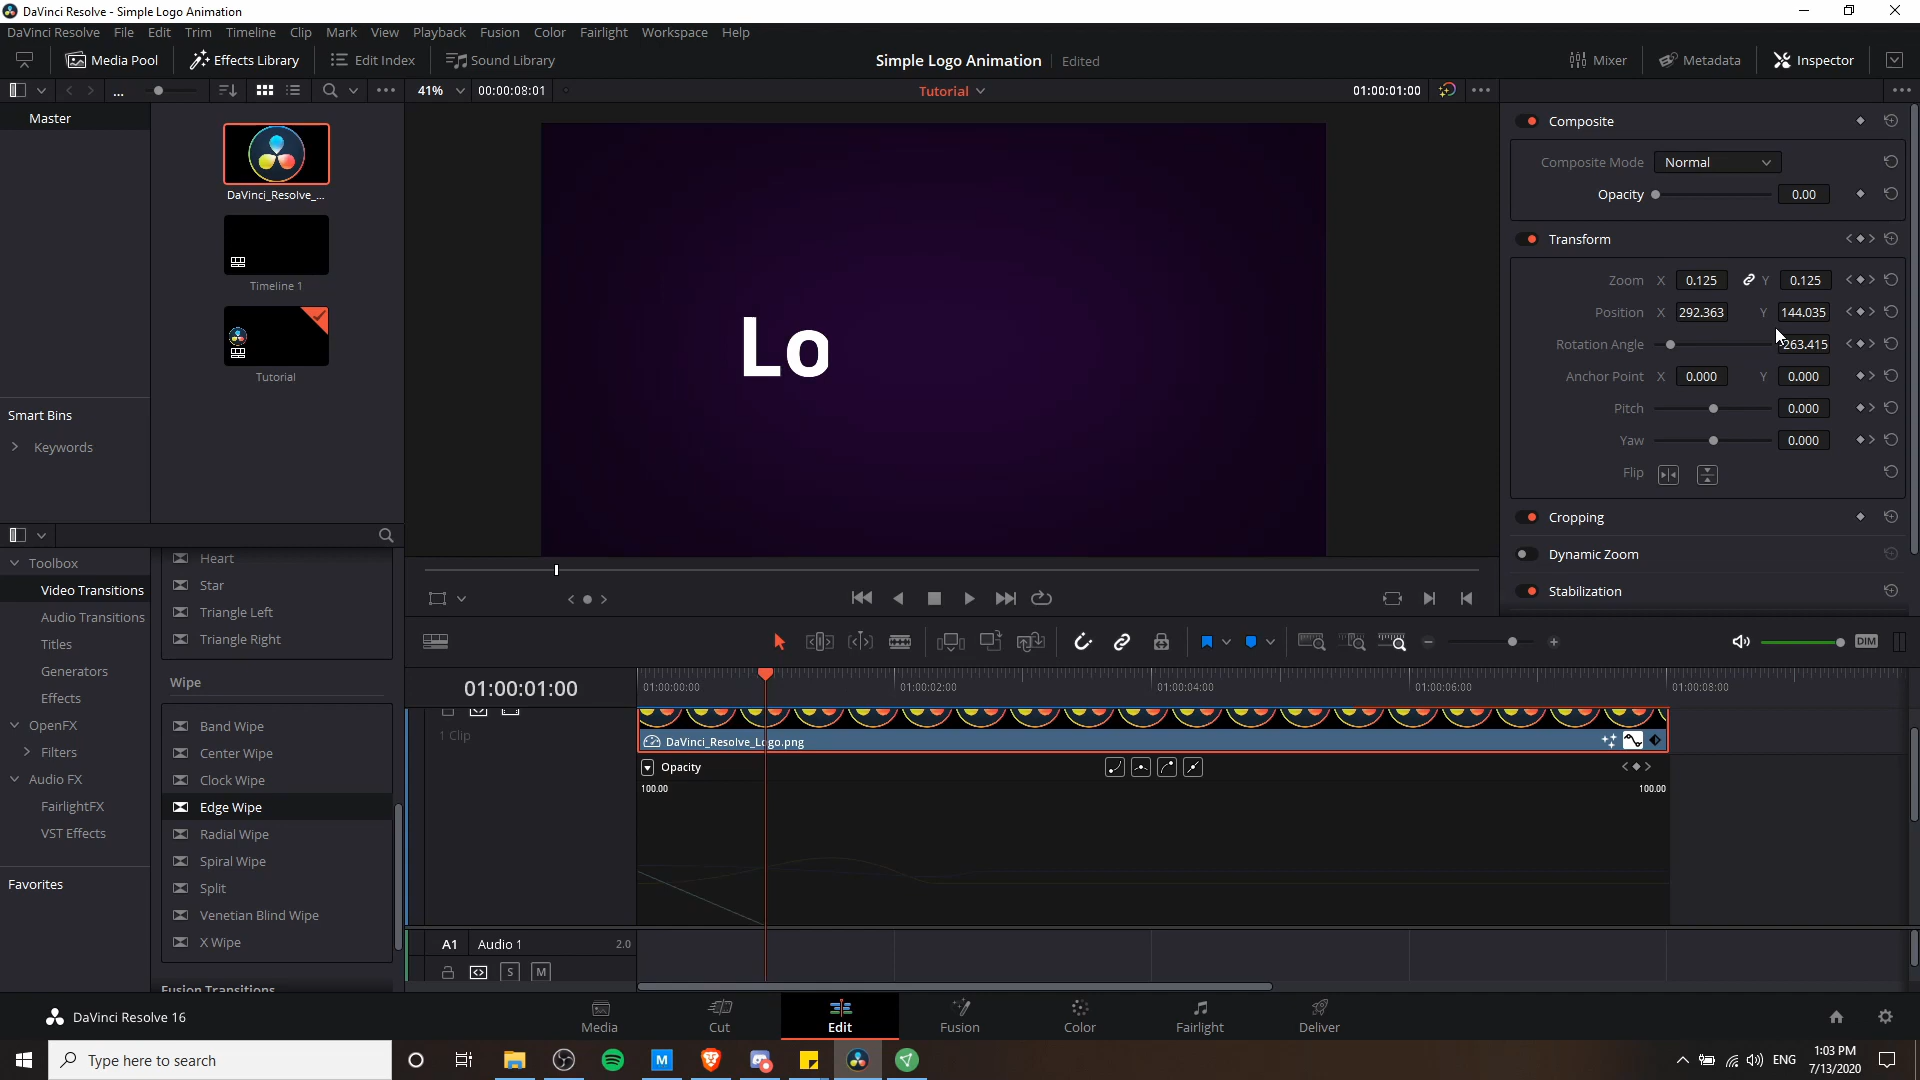 DaVinci Resolve - Simple Logo Animation
DaVinci Resolve File Edit Trim Timeline Clip Mark View Playback Fusion Color Fairlight Workspace Help
Media Pool Effects Library Edit Index Sound Library Simple Logo Animation Edited Mixer Metadata Inspector
... 41% 00:00:08:01 Tutorial 01:00:01:00
Master
DaVinci_Resolve_...
Timeline 1
Tutorial
Smart Bins
Keywords
Lo
Composite
Composite Mode Normal
Opacity 0.00
Transform
Zoom X 0.125 Y 0.125
Position X 292.363 Y 144.035
Rotation Angle 263.415
Anchor Point X 0.000 Y 0.000
Pitch 0.000
Yaw 0.000
Flip
Cropping
Dynamic Zoom
Stabilization
Toolbox
Video Transitions
Audio Transitions
Titles
Generators
Effects
OpenFX
Filters
Audio FX
FairlightFX
VST Effects
Favorites
Heart
Star
Triangle Left
Triangle Right
Wipe
Band Wipe
Center Wipe
Clock Wipe
Edge Wipe
Radial Wipe
Spiral Wipe
Split
Venetian Blind Wipe
X Wipe
Fusion Transitions
DIM
01:00:01:00 01:00:00:00 01:00:02:00 01:00:04:00 01:00:06:00 01:00:08:00
1 Clip
DaVinci_Resolve_Logo.png
Opacity
100.00 100.00
A1 Audio 1 2.0
S M
DaVinci Resolve 16
Media Cut Edit Fusion Color Fairlight Deliver
Type here to search
M
ENG
1:03 PM
7/13/2020